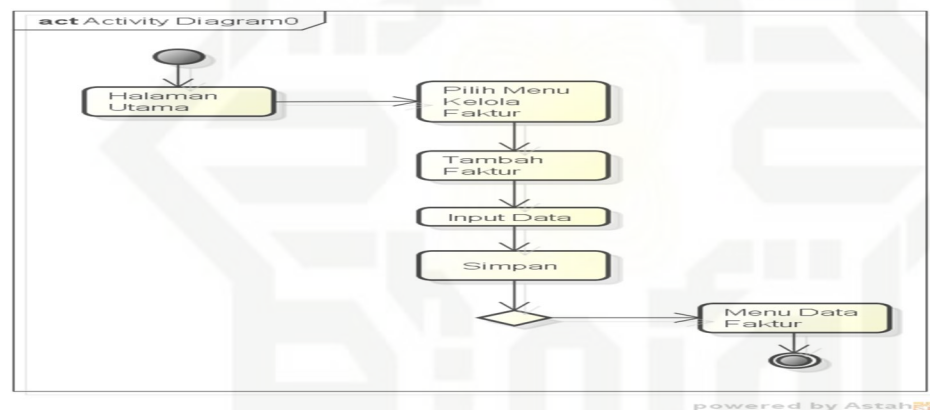 act Activity Diagram0
Halaman
Utama
Pilih Menu
Kelola
Faktur
Tambah
Faktur
Input Data
Simpan
Menu Data
Faktur
powered by Astah